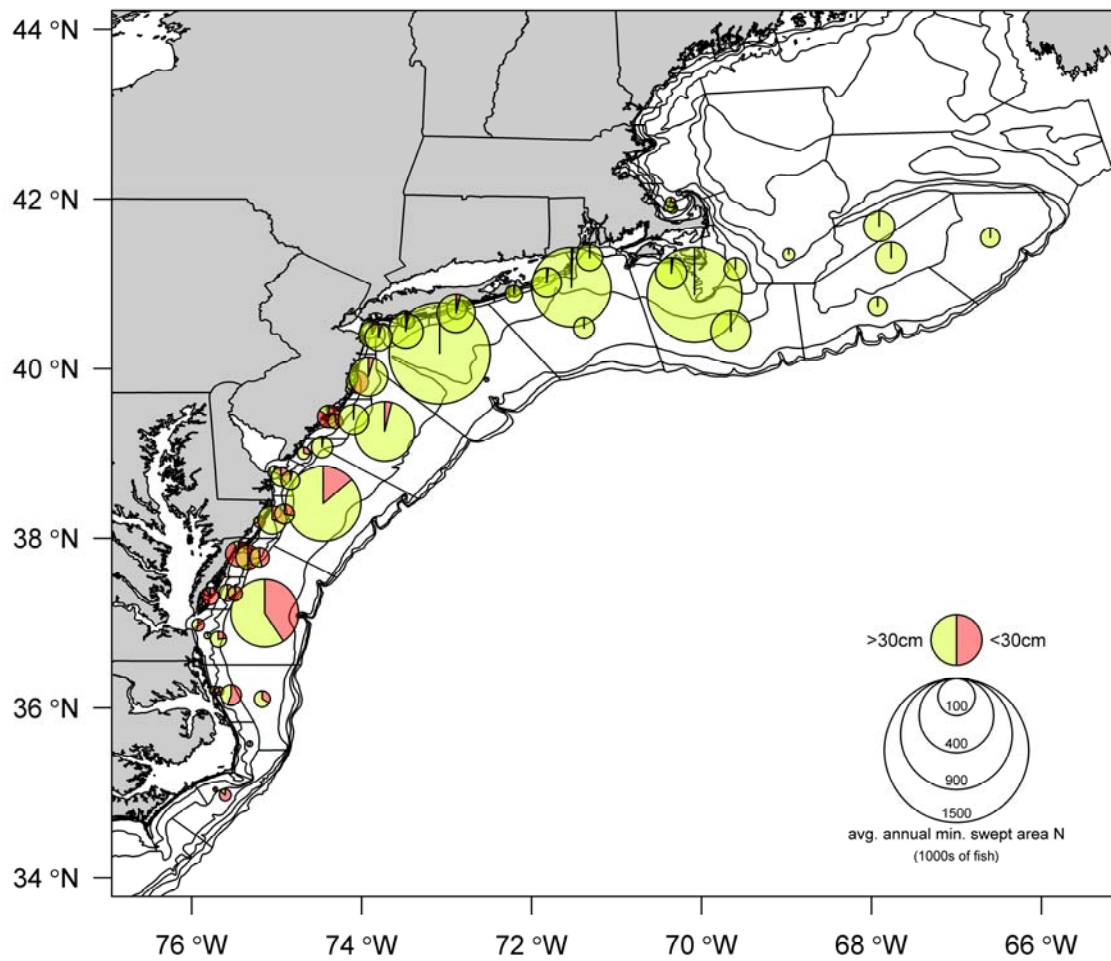 44 °N
42 °N
40 °N
38 °N
36 °N
34 °N
>30cm <30cm
100
400
900
1500
avg. annual min. swept area N
(1000s of fish)
76 °W 74 °W 72 °W 70 °W 68 °W 66 °W